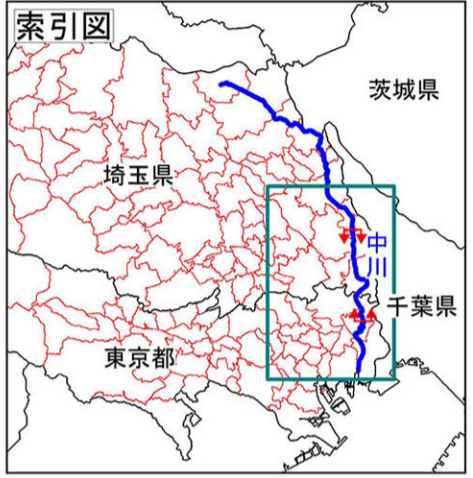 索引図
茨城県
埼玉県
中川
千葉県
東京都